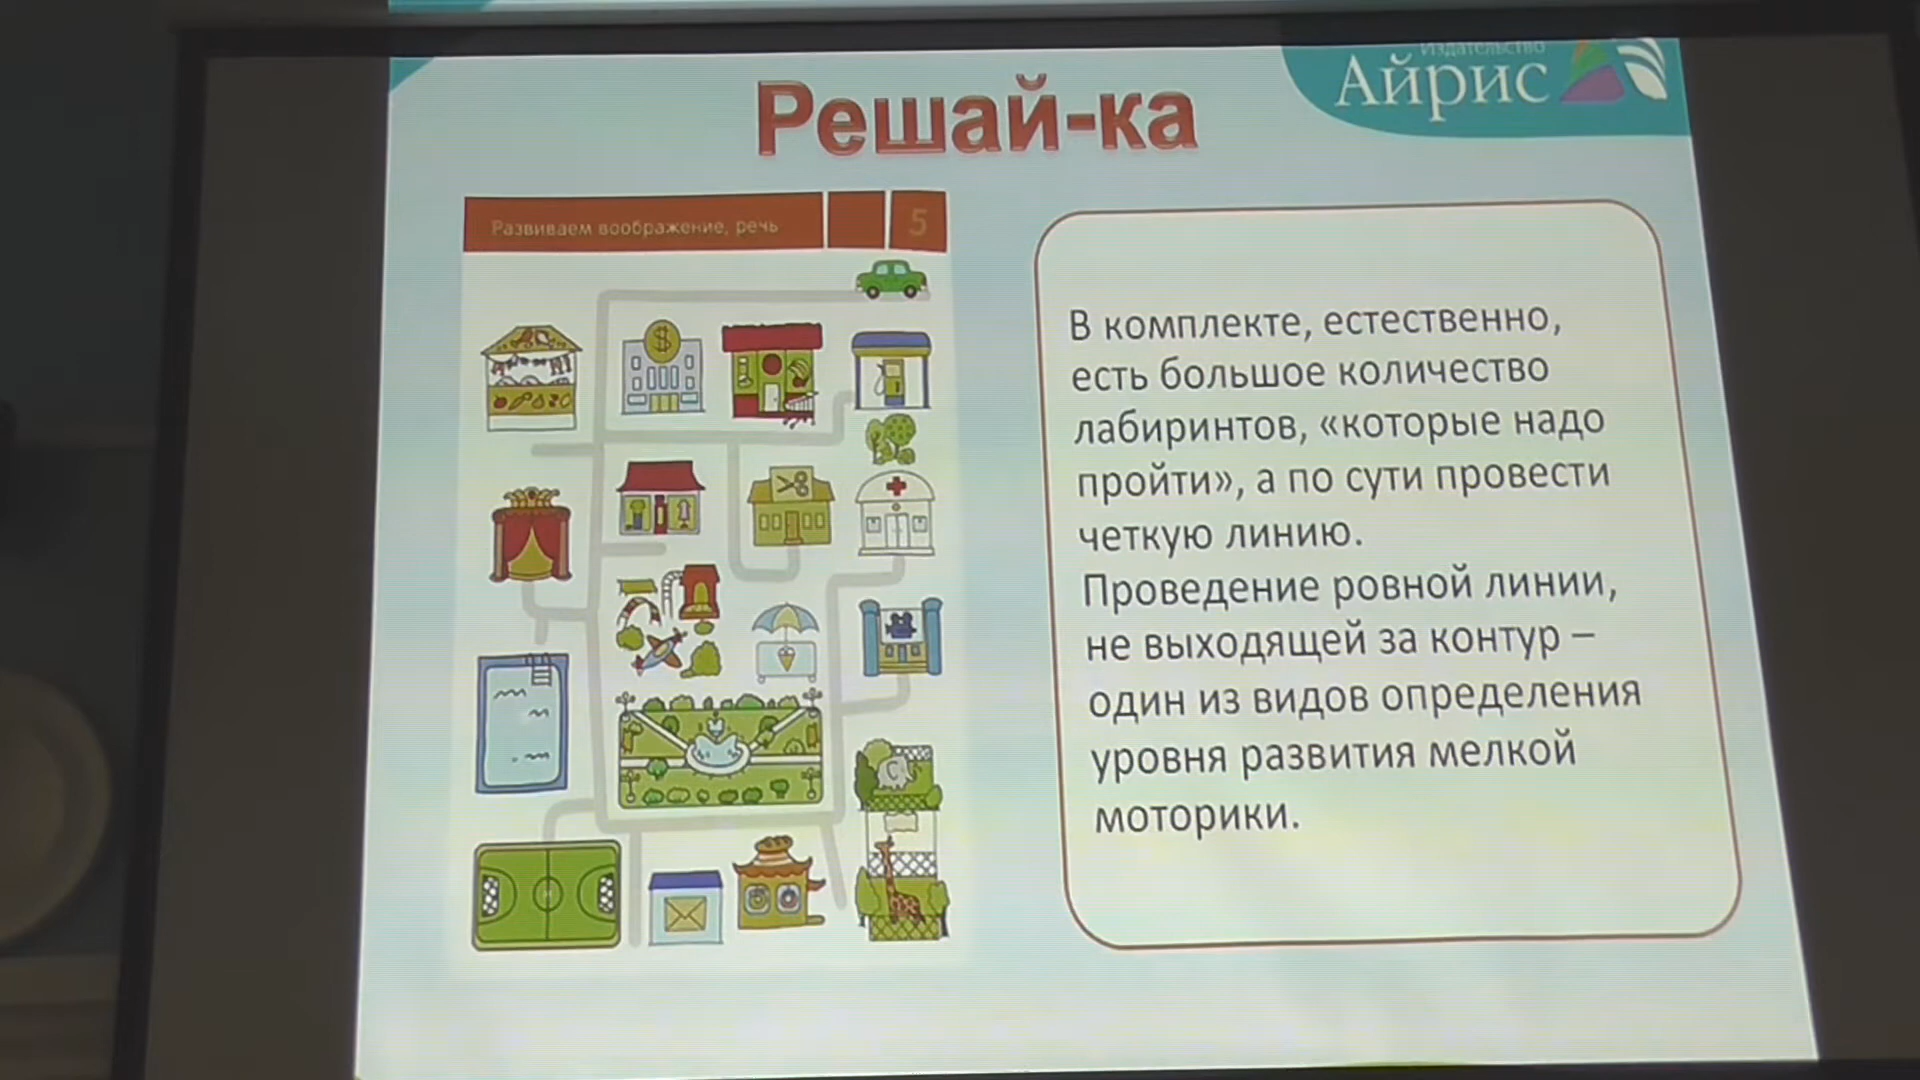 Издательство
Айрис
Решай-ка
Развиваем воображение, речь
5
$
В комплекте, естественно,
есть большое количество
лабиринтов, «которые надо
пройти», а по сути провести
четкую линию.
Проведение ровной линии,
не выходящей за контур –
один из видов определения
уровня развития мелкой
моторики.